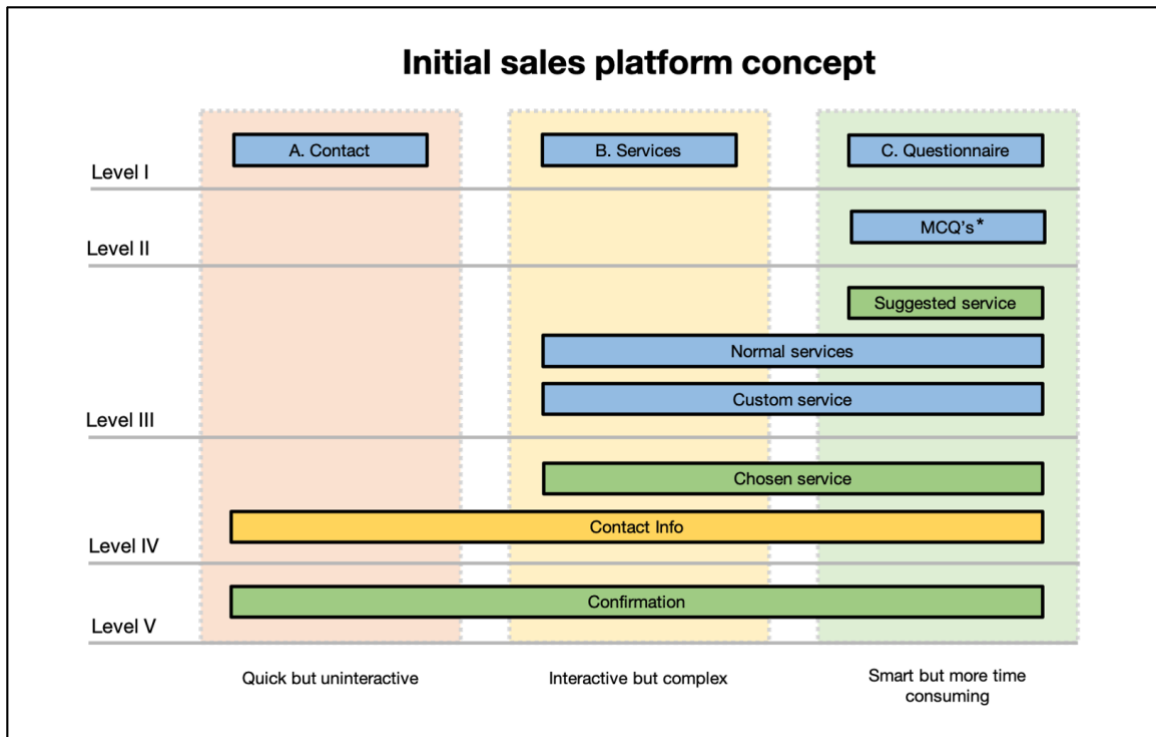 Initial sales platform concept
A. Contact
B. Services
C. Questionnaire
Level I
MCQ's*
Level II
Suggested service
Normal services
Custom service
Level III
Chosen service
Contact Info
Level IV
Confirmation
Level V
Quick but uninteractive
Interactive but complex
Smart but more time
consuming